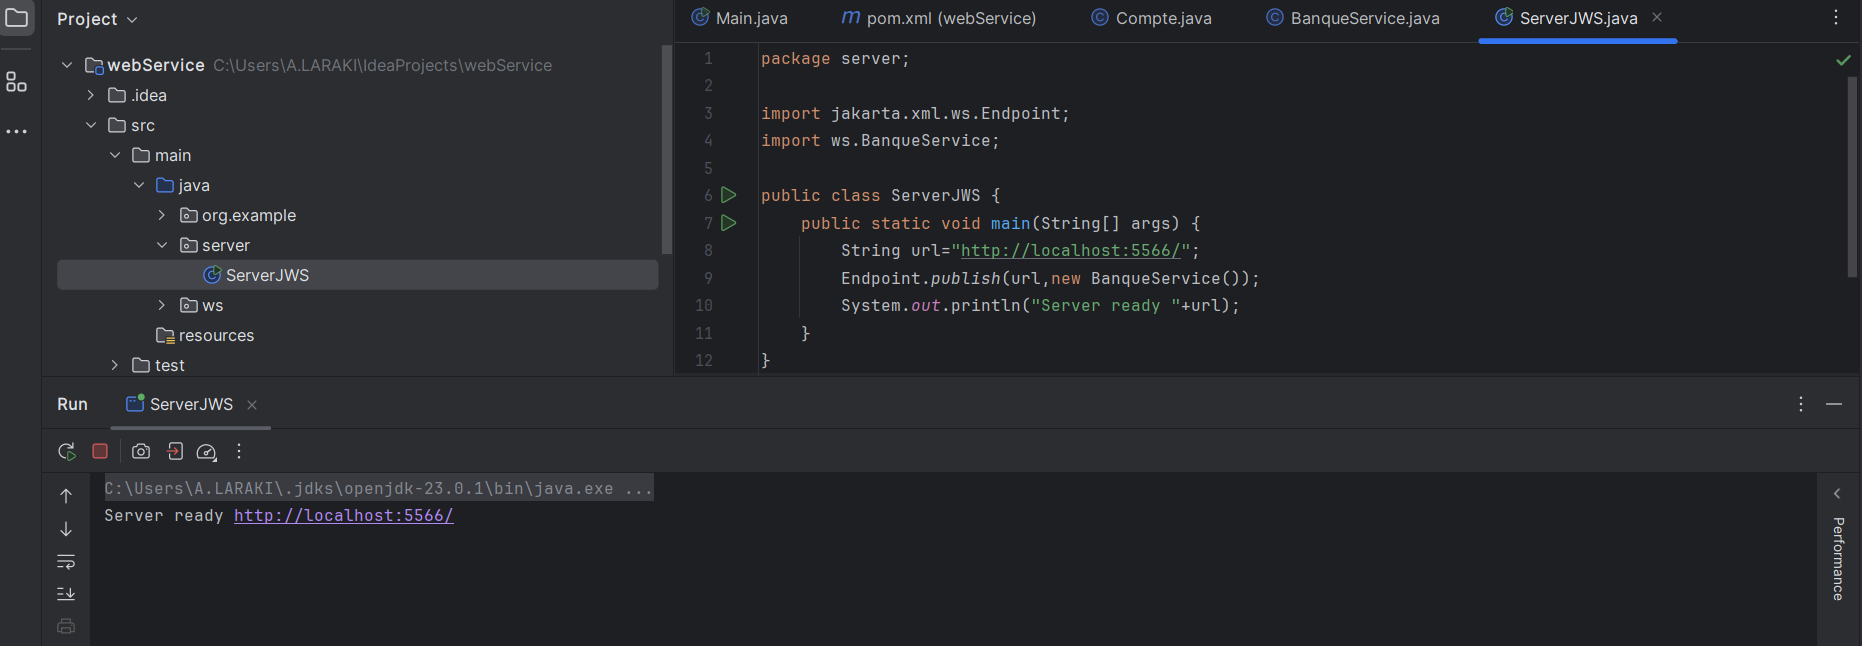 Project
Main.java
pom.xml (webService)
Compte.java
BanqueService.java
ServerJWS.java
webService C:\Users\A.LARAKI\IdeaProjects\webService
.idea
src
main
java
org.example
server
ServerJWS
ws
resources
test
1 package server;
2
3 import jakarta.xml.ws.Endpoint;
4 import ws.BanqueService;
5
6 public class ServerJWS {
7 public static void main(String[] args) {
8 String url="http://localhost:5566/";
9 Endpoint.publish(url,new BanqueService());
10 System.out.println("Server ready "+url);
11 }
12 }
Run
ServerJWS
C:\Users\A.LARAKI\.jdks\openjdk-23.0.1\bin\java.exe ...
Server ready http://localhost:5566/
Performance